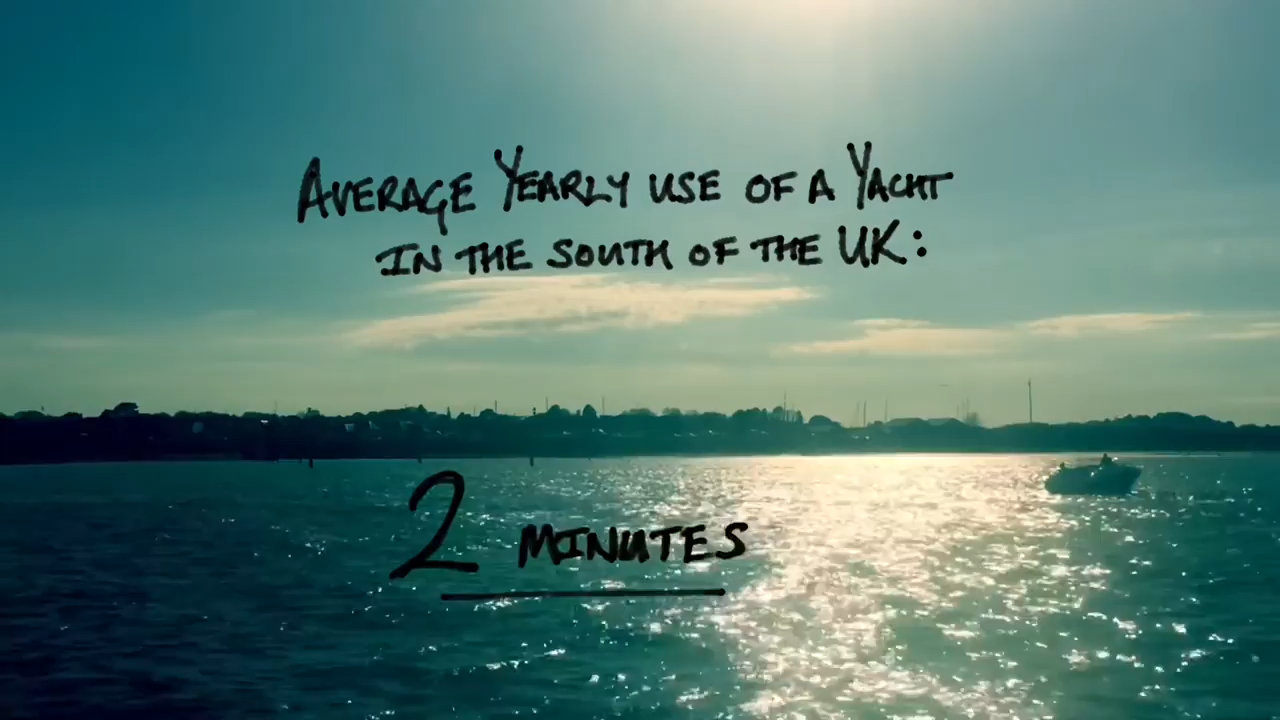 AVERAGE YEARLY USE OF A YACHT
IN THE SOUTH OF THE UK:
2 MINUTES